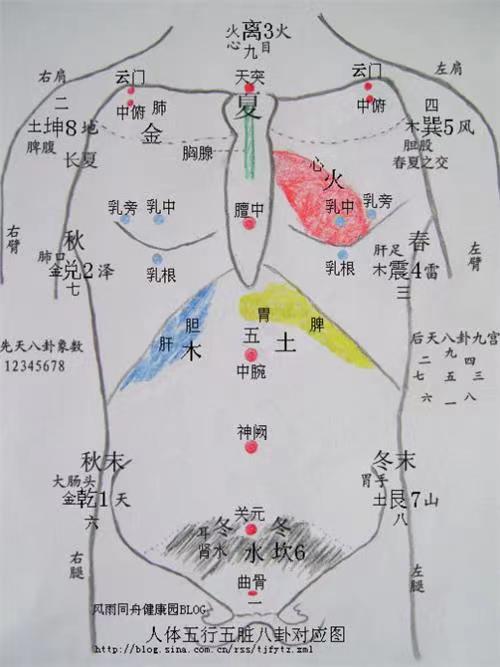 火离3火
心九目
右肩
左肩
云门
天突
云门
二
中俯
肺
夏
中俯
四
土坤8地
金
木巽5风
脾腹
胆股
长夏
胸腺
心
春夏之交
火
乳旁
乳中
膻中
乳中
乳旁
右臂
秋
春
左臂
肺口
肝足
金兑2泽
乳根
乳根
木震4雷
七
三
胆
胃
脾
肝
木
五
土
先天八卦象数
12345678
后天八卦九宫
二九四
七五三
六一八
中腕
神阙
秋末
冬末
大肠头
胃手
金乾1天
土艮7山
六
八
关元
耳
冬
冬
肾水
水
坎6
右腿
左腿
曲骨
一
风雨同舟健康园BLOG
人体五行五脏八卦对应图
http://blog.sina.com.cn/rss/tjfytz.xml